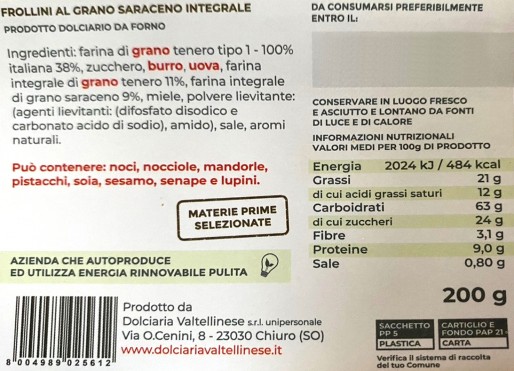 FROLLINI AL GRANO SARACENO INTEGRALE
PRODOTTO DOLCIARIO DA FORNO
Ingredienti: farina di grano tenero tipo 1 - 100%
italiana 38%, zucchero, burro, uova, farina
integrale di grano tenero 11%, farina integrale
di grano saraceno 9%, miele, polvere lievitante:
(agenti lievitanti: (difosfato disodico e
carbonato acido di sodio), amido), sale, aromi
naturali.
Può contenere: noci, nocciole, mandorle,
pistacchi, soia, sesamo, senape e lupini.
MATERIE PRIME
SELEZIONATE
AZIENDA CHE AUTOPRODUCE
ED UTILIZZA ENERGIA RINNOVABILE PULITA
8 004989 025612
Prodotto da
Dolciaria Valtellinese s.r.l. unipersonale
Via O.Cenini, 8 - 23030 Chiuro (SO)
www.dolciariavaltellinese.it
DA CONSUMARSI PREFERIBILMENTE
ENTRO IL:
CONSERVARE IN LUOGO FRESCO
E ASCIUTTO E LONTANO DA FONTI
DI LUCE E DI CALORE
INFORMAZIONI NUTRIZIONALI
VALORI MEDI PER 100g DI PRODOTTO
Energia 2024 kJ / 484 kcal
Grassi 21 g
di cui acidi grassi saturi 12 g
Carboidrati 63 g
di cui zuccheri 24 g
Fibre 3,1 g
Proteine 9,0 g
Sale 0,80 g
200 g
SACCHETTO
PP 5
PLASTICA
CARTIGLIO E
FONDO PAP 21
CARTA
Verifica il sistema di raccolta
del tuo Comune